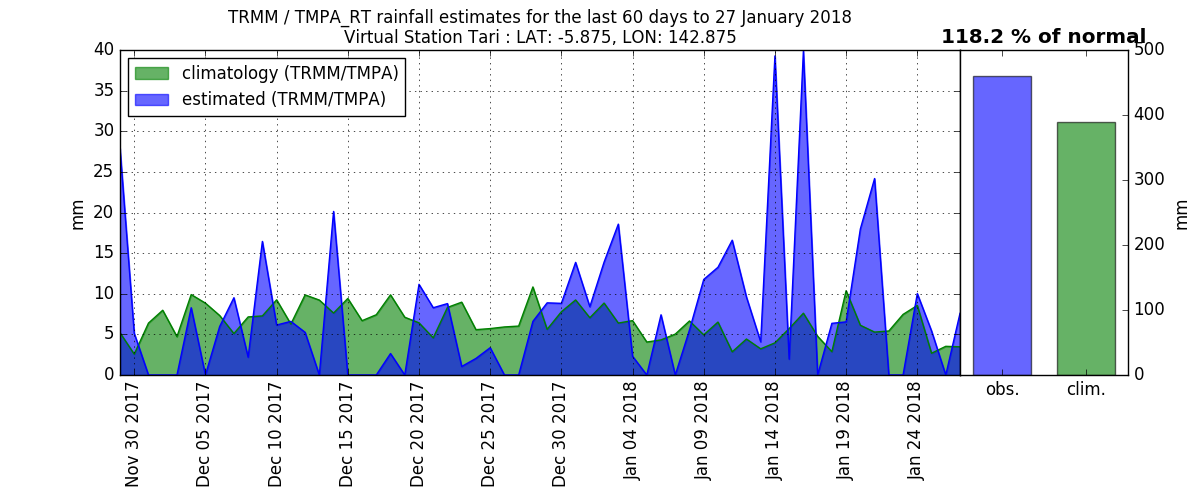 TRMM / TMPA_RT rainfall estimates for the last 60 days to 27 January 2018
Virtual Station Tari : LAT: -5.875, LON: 142.875
118.2 % of normal
climatology (TRMM/TMPA)
estimated (TRMM/TMPA)
mm
40
35
30
25
20
15
10
5
0
Nov 30 2017
Dec 05 2017
Dec 10 2017
Dec 15 2017
Dec 20 2017
Dec 25 2017
Dec 30 2017
Jan 04 2018
Jan 09 2018
Jan 14 2018
Jan 19 2018
Jan 24 2018
obs.
clim.
500
400
300
200
100
0
mm